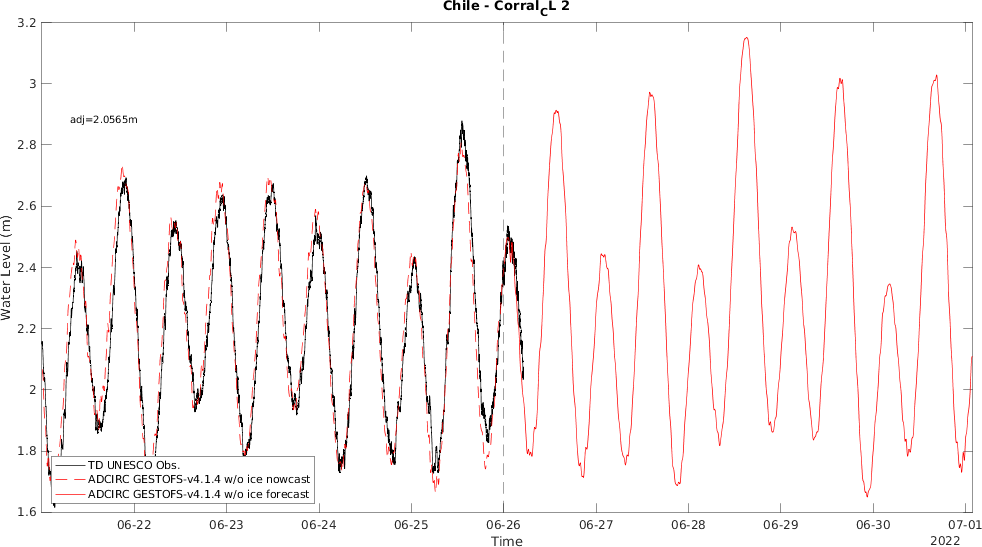 Chile - Corral_CL 2
3.2
3
2.8
2.6
2.4
2.2
2
1.8
1.6
Water Level (m)
adj=2.0565m
TD UNESCO Obs.
ADCIRC GESTOFS-v4.1.4 w/o ice nowcast
ADCIRC GESTOFS-v4.1.4 w/o ice forecast
06-22 06-23 06-24 06-25 06-26 06-27 06-28 06-29 06-30 07-01
Time
2022